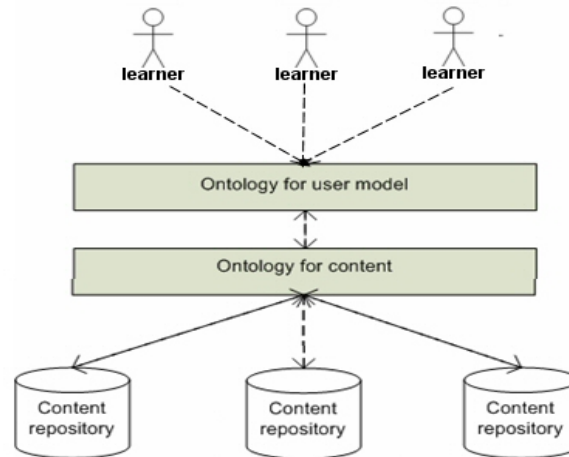 learner
learner
learner
Ontology for user model
Ontology for content
Content
repository
Content
repository
Content
repository